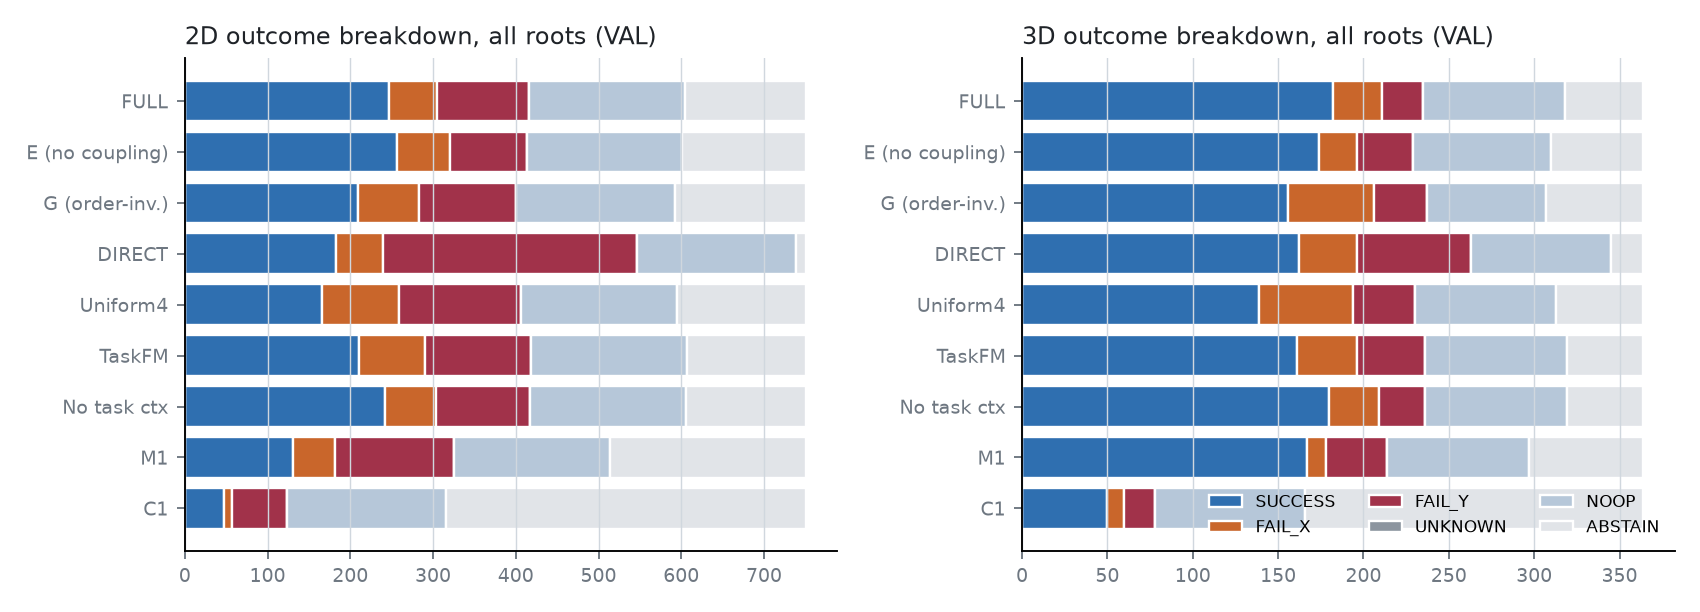 2D outcome breakdown, all roots (VAL)
FULL
E (no coupling)
G (order-inv.)
DIRECT
Uniform4
TaskFM
No task ctx
M1
C1
0 100 200 300 400 500 600 700
3D outcome breakdown, all roots (VAL)
FULL
E (no coupling)
G (order-inv.)
DIRECT
Uniform4
TaskFM
No task ctx
M1
C1
SUCCESS FAIL_Y NOOP
FAIL_X UNKNOWN ABSTAIN
0 50 100 150 200 250 300 350